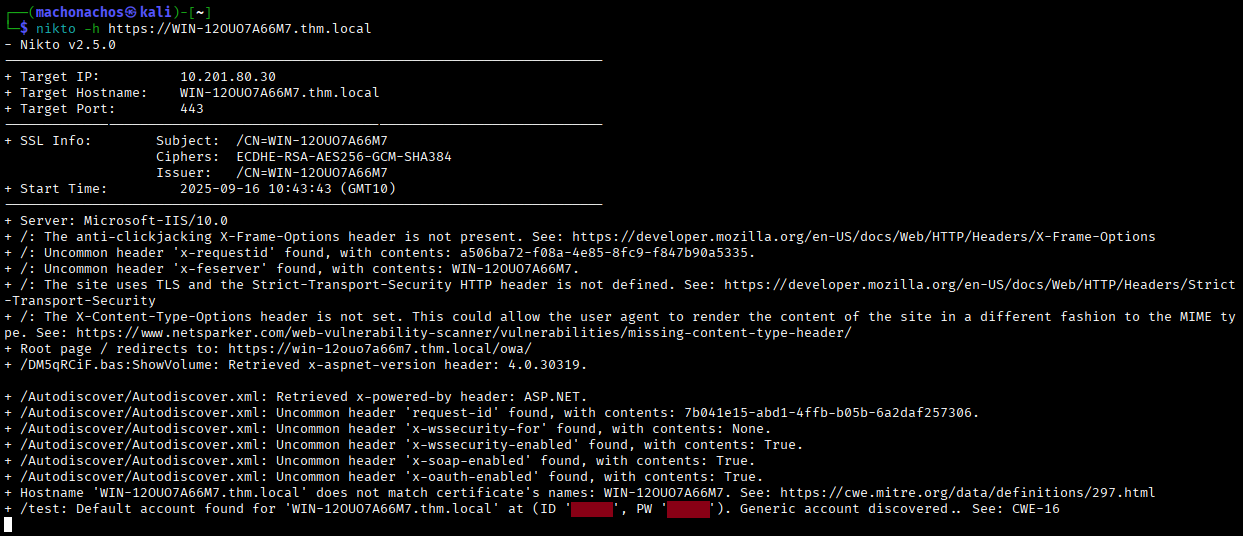 ┌──(machonachos㉿kali)-[~]
└─$ nikto -h https://WIN-12OUO7A66M7.thm.local
- Nikto v2.5.0
---------------------------------------------------------------------------
+ Target IP:          10.201.80.30
+ Target Hostname:    WIN-12OUO7A66M7.thm.local
+ Target Port:        443
---------------------------------------------------------------------------
+ SSL Info:        Subject:  /CN=WIN-12OUO7A66M7
                   Ciphers:  ECDHE-RSA-AES256-GCM-SHA384
                   Issuer:   /CN=WIN-12OUO7A66M7
+ Start Time:         2025-09-16 10:43:43 (GMT10)
---------------------------------------------------------------------------
+ Server: Microsoft-IIS/10.0
+ /: The anti-clickjacking X-Frame-Options header is not present. See: https://developer.mozilla.org/en-US/docs/Web/HTTP/Headers/X-Frame-Options
+ /: Uncommon header 'x-requestid' found, with contents: a506ba72-f08a-4e85-8fc9-f847b90a5335.
+ /: Uncommon header 'x-feserver' found, with contents: WIN-12OUO7A66M7.
+ /: The site uses TLS and the Strict-Transport-Security HTTP header is not defined. See: https://developer.mozilla.org/en-US/docs/Web/HTTP/Headers/Strict
-Transport-Security
+ /: The X-Content-Type-Options header is not set. This could allow the user agent to render the content of the site in a different fashion to the MIME ty
pe. See: https://www.netsparker.com/web-vulnerability-scanner/vulnerabilities/missing-content-type-header/
+ Root page / redirects to: https://win-12ouo7a66m7.thm.local/owa/
+ /DM5qRCiF.bas:ShowVolume: Retrieved x-aspnet-version header: 4.0.30319.
+ /Autodiscover/Autodiscover.xml: Retrieved x-powered-by header: ASP.NET.
+ /Autodiscover/Autodiscover.xml: Uncommon header 'request-id' found, with contents: 7b041e15-abd1-4ffb-b05b-6a2daf257306.
+ /Autodiscover/Autodiscover.xml: Uncommon header 'x-wssecurity-for' found, with contents: None.
+ /Autodiscover/Autodiscover.xml: Uncommon header 'x-wssecurity-enabled' found, with contents: True.
+ /Autodiscover/Autodiscover.xml: Uncommon header 'x-soap-enabled' found, with contents: True.
+ /Autodiscover/Autodiscover.xml: Uncommon header 'x-oauth-enabled' found, with contents: True.
+ Hostname 'WIN-12OUO7A66M7.thm.local' does not match certificate's names: WIN-12OUO7A66M7. See: https://cwe.mitre.org/data/definitions/297.html
+ /test: Default account found for 'WIN-12OUO7A66M7.thm.local' at (ID '', PW ''). Generic account discovered.. See: CWE-16